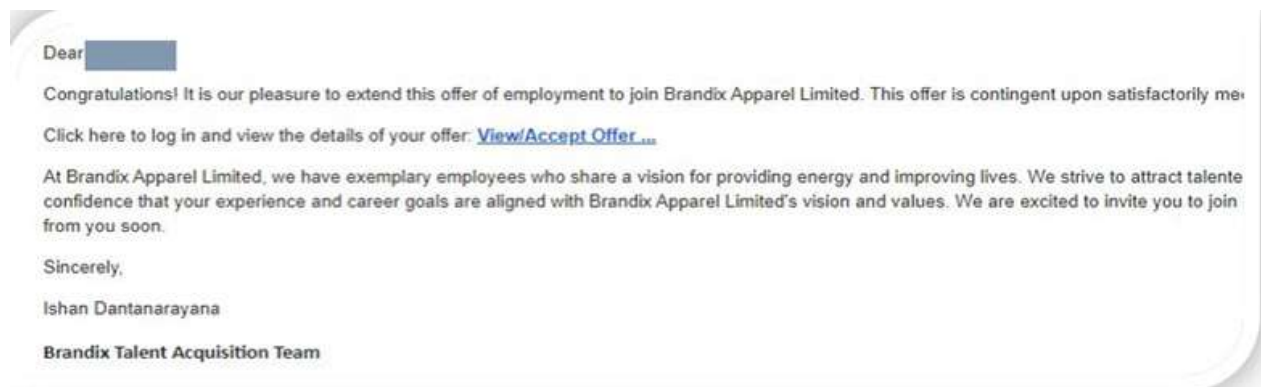 Dear
Congratulations! It is our pleasure to extend this offer of employment to join Brandix Apparel Limited. This offer is contingent upon satisfactorily
Click here to log in and view the details of your offer: View/Accept Offer ...
At Brandix Apparel Limited, we have exemplary employees who share a vision for providing energy and improving lives. We strive to attract
confidence that your experience and career goals are aligned with Brandix Apparel Limited's vision and values. We are excited to invite you to join
from you soon.
Sincerely,
Ishan Dantanarayana
Brandix Talent Acquisition Team